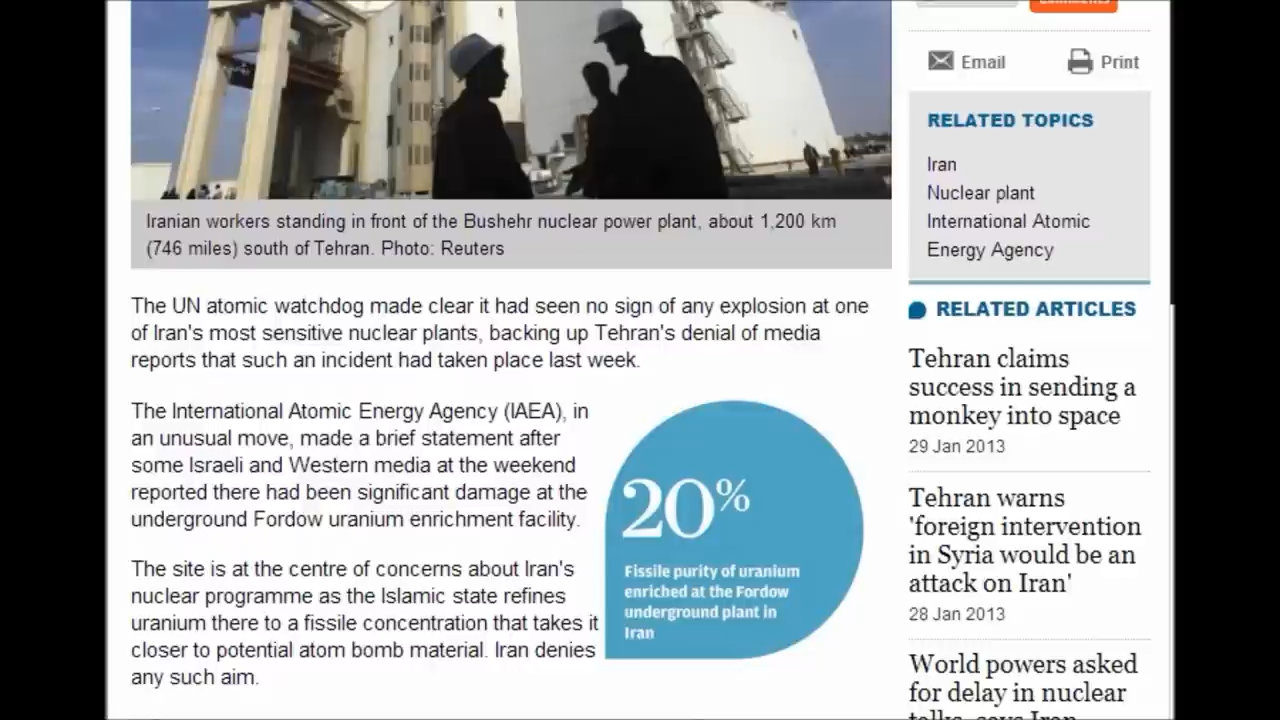 Email
Print
RELATED TOPICS
Iran
Nuclear plant
International Atomic
Energy Agency
Iranian workers standing in front of the Bushehr nuclear power plant, about 1,200 km
(746 miles) south of Tehran. Photo: Reuters
The UN atomic watchdog made clear it had seen no sign of any explosion at one
of Iran's most sensitive nuclear plants, backing up Tehran's denial of media
reports that such an incident had taken place last week.
The International Atomic Energy Agency (IAEA), in
an unusual move, made a brief statement after
some Israeli and Western media at the weekend
reported there had been significant damage at the
underground Fordow uranium enrichment facility.
The site is at the centre of concerns about Iran's
nuclear programme as the Islamic state refines
uranium there to a fissile concentration that takes it
closer to potential atom bomb material. Iran denies
any such aim.
20%
Fissile purity of uranium
enriched at the Fordow
underground plant in
Iran
RELATED ARTICLES
Tehran claims
success in sending a
monkey into space
29 Jan 2013
Tehran warns
'foreign intervention
in Syria would be an
attack on Iran'
28 Jan 2013
World powers asked
for delay in nuclear
talks, says Iran